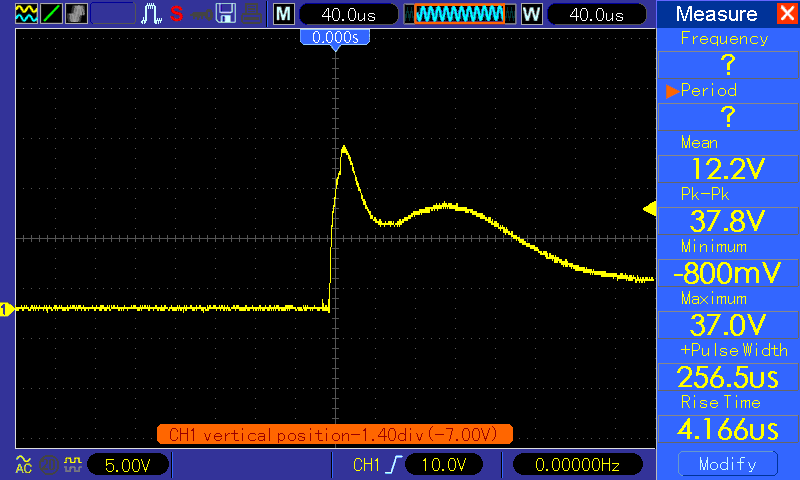 S M 40.0us W 40.0us Measure
0.000s
Frequency
?
Period
?
Mean
12.2V
Pk-Pk
37.8V
Minimum
-800mV
Maximum
37.0V
+Pulse Width
256.5us
Rise Time
4.166us
Modify
1
CH1 vertical position-1.40div (-7.00V)
AC 5.00V CH1 10.0V 0.00000Hz